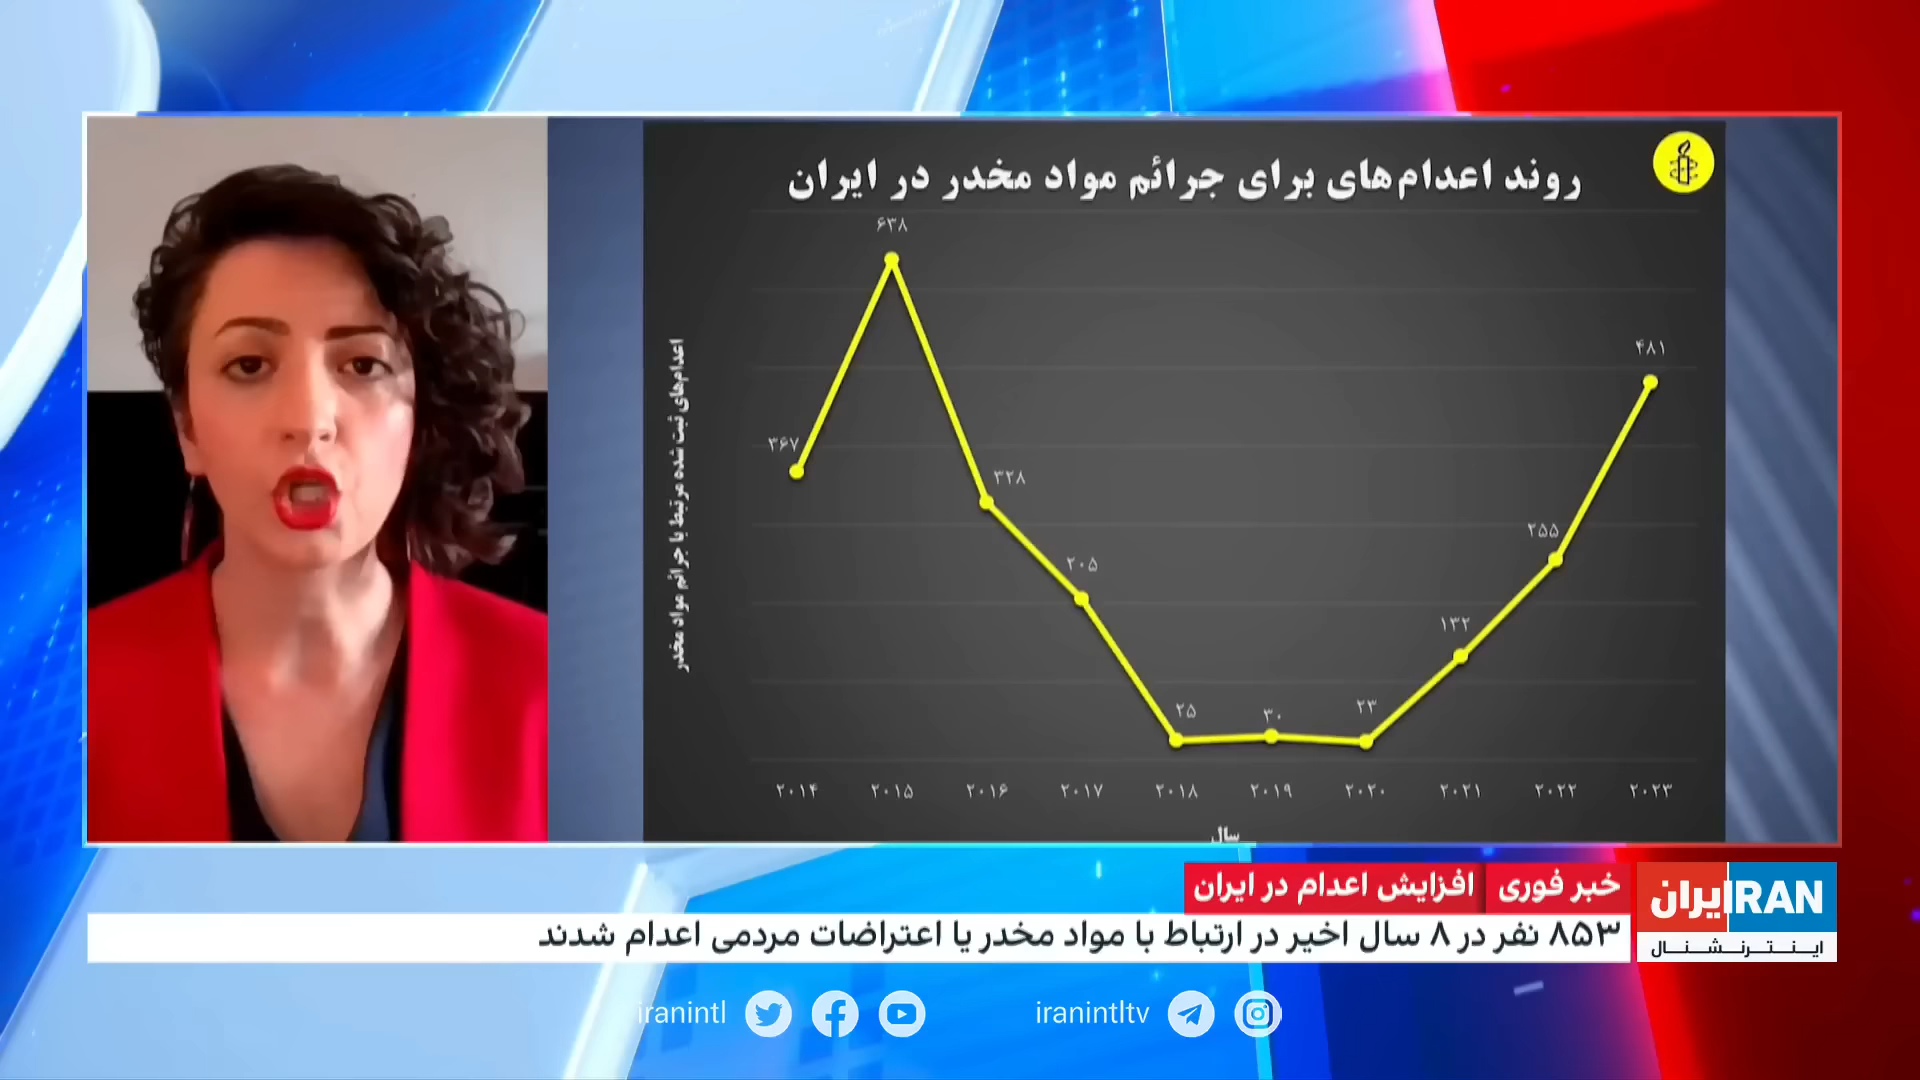 روند اعدام‌های برای جرائم مواد مخدر در ایران
۶۳۸
۴۸۱
۳۶۷
۳۲۸
۲۵۵
۲۰۵
۱۳۲
۲۵
۳۰
۲۳
اعدام‌های ثبت شده مرتبط با جرائم مواد مخدر
۲۰۱۴ ۲۰۱۵ ۲۰۱۶ ۲۰۱۷ ۲۰۱۸ ۲۰۱۹ ۲۰۲۰ ۲۰۲۱ ۲۰۲۲ ۲۰۲۳
سال
خبر فوری افزایش اعدام در ایران
۸۵۳ نفر در ۸ سال اخیر در ارتباط با مواد مخدر یا اعتراضات مردمی اعدام شدند
ایران IRAN
اینترنشنال
iranintl iranintltv